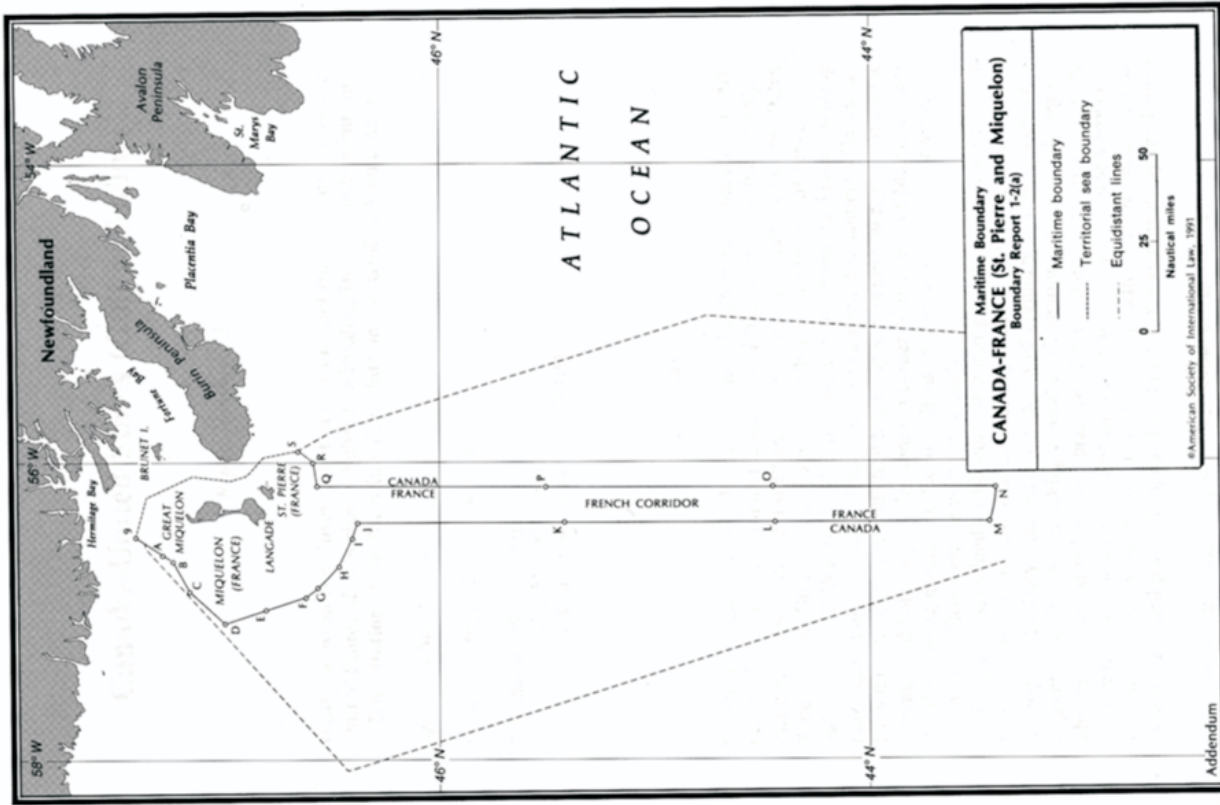 58° W
56° W
54° W
Newfoundland
Avalon
Peninsula
St.
Marys
Bay
Placentia Bay
Burin Peninsula
Fortune Bay
Hermitage Bay
BRUNET I.
GREAT
MIQUELON
MIQUELON
(FRANCE)
LANGADE
ST. PIERRE
(FRANCE)
9
A
B
C
D
E
F
G
H
I
J
K
L
M
N
O
P
Q
R
S
46° N
46° N
44° N
44° N
CANADA
FRANCE
FRENCH CORRIDOR
FRANCE
CANADA
ATLANTIC
OCEAN
Maritime Boundary
CANADA-FRANCE (St. Pierre and Miquelon)
Boundary Report 1-2(a)
Maritime boundary
Territorial sea boundary
Equidistant lines
0 25 50
Nautical miles
©American Society of International Law, 1991
Addendum